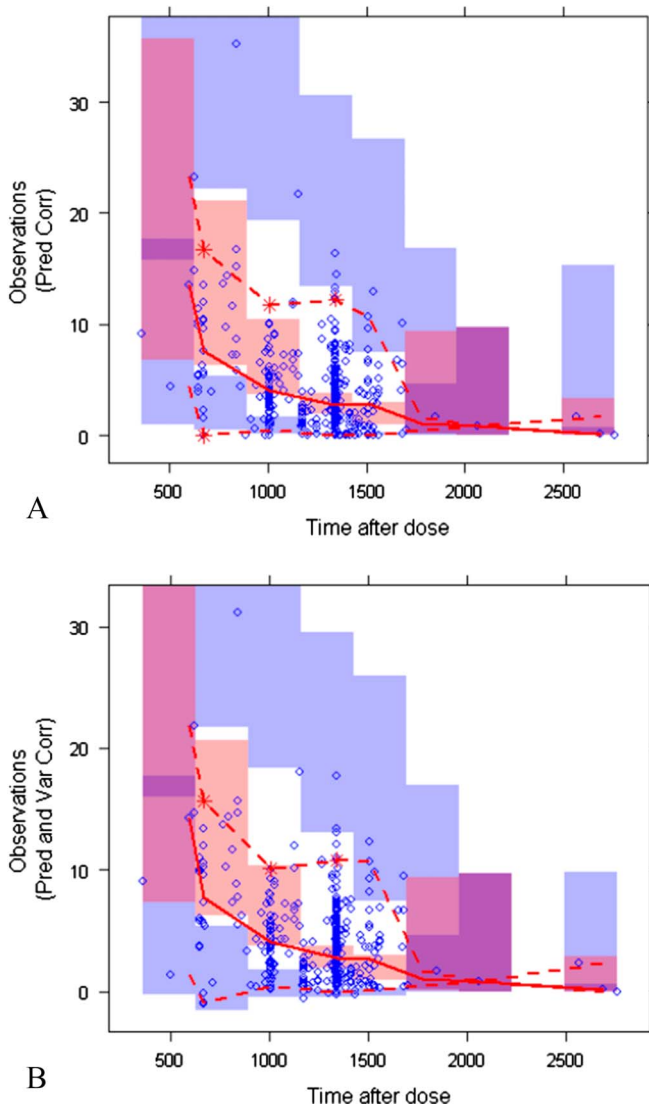 30
20
10
0
Observations
(Pred Corr)
500 1000 1500 2000 2500
Time after dose
A
30
20
10
0
Observations
(Pred and Var Corr)
500 1000 1500 2000 2500
Time after dose
B